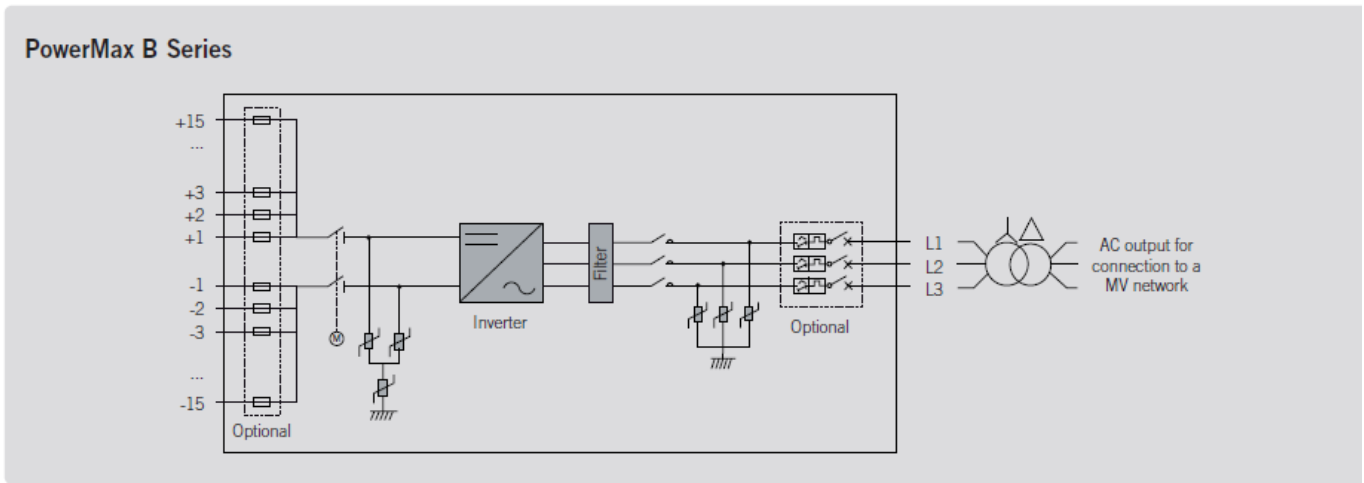 PowerMax B Series
+15
...
+3
+2
+1
-1
-2
-3
...
-15
Optional
M
Inverter
Filter
Optional
L1
L2
L3
AC output for
connection to a
MV network